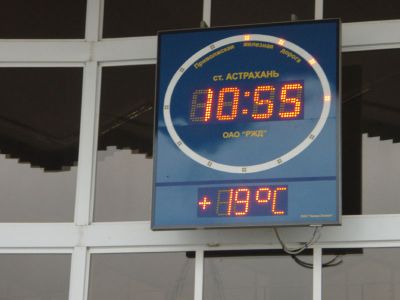 Приволжская железная дорога
ст. АСТРАХАНЬ
10:55
ОАО "РЖД"
+19°C